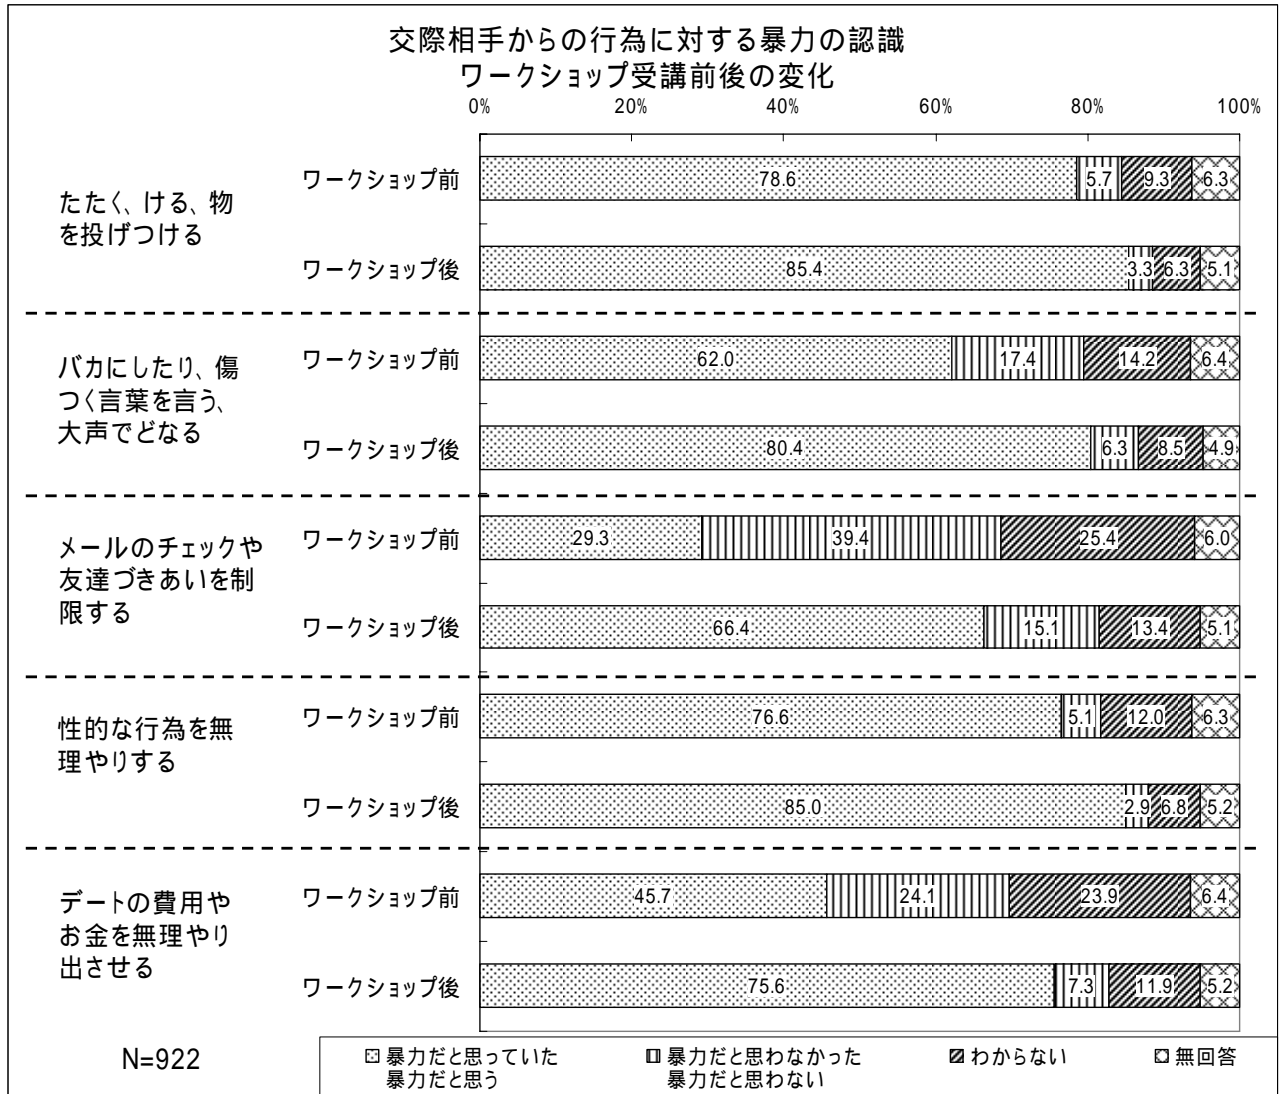 交際相手からの行為に対する暴力の認識
ワークショップ受講前後の変化
0% 20% 40% 60% 80% 100%
たたく、ける、物
を投げつける
ワークショップ前 78.6 5.7 9.3 6.3
ワークショップ後 85.4 3.3 6.3 5.1
バカにしたり、傷
つく言葉を言う、
大声でどなる
ワークショップ前 62.0 17.4 14.2 6.4
ワークショップ後 80.4 6.3 8.5 4.9
メールのチェックや
友達づきあいを制
限する
ワークショップ前 29.3 39.4 25.4 6.0
ワークショップ後 66.4 15.1 13.4 5.1
性的な行為を無
理やりする
ワークショップ前 76.6 5.1 12.0 6.3
ワークショップ後 85.0 2.9 6.8 5.2
デートの費用や
お金を無理やり
出させる
ワークショップ前 45.7 24.1 23.9 6.4
ワークショップ後 75.6 7.3 11.9 5.2
N=922
暴力だと思っていた
暴力だと思う
暴力だと思わなかった
暴力だと思わない
わからない
無回答